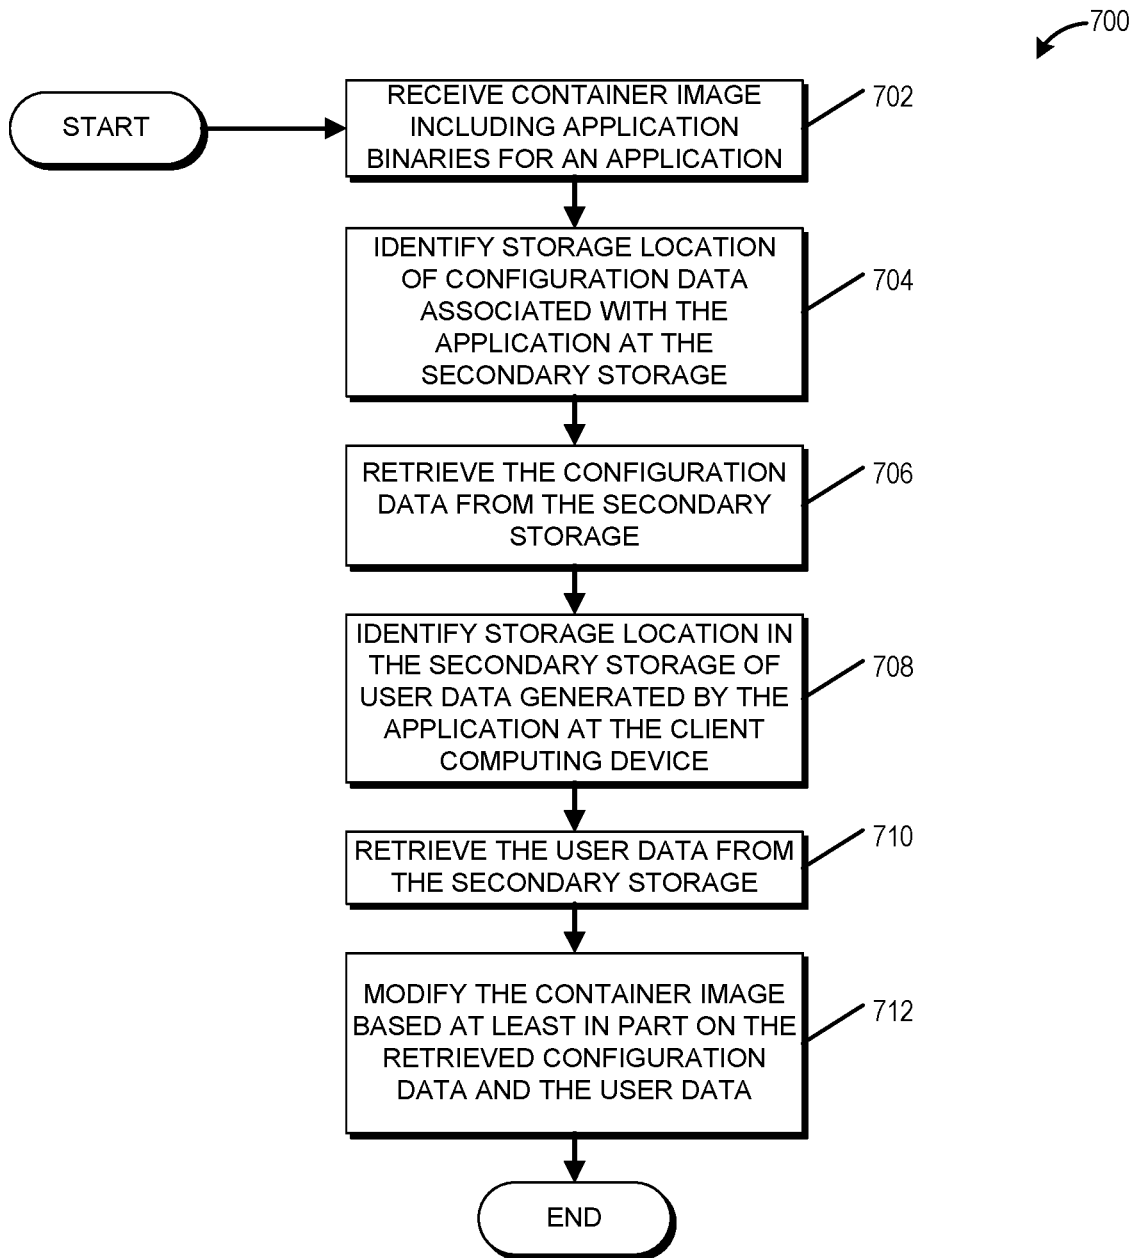 700
START
RECEIVE CONTAINER IMAGE
INCLUDING APPLICATION
BINARIES FOR AN APPLICATION
702
IDENTIFY STORAGE LOCATION
OF CONFIGURATION DATA
ASSOCIATED WITH THE
APPLICATION AT THE
SECONDARY STORAGE
704
RETRIEVE THE CONFIGURATION
DATA FROM THE SECONDARY
STORAGE
706
IDENTIFY STORAGE LOCATION IN
THE SECONDARY STORAGE OF
USER DATA GENERATED BY THE
APPLICATION AT THE CLIENT
COMPUTING DEVICE
708
RETRIEVE THE USER DATA FROM
THE SECONDARY STORAGE
710
MODIFY THE CONTAINER IMAGE
BASED AT LEAST IN PART ON THE
RETRIEVED CONFIGURATION
DATA AND THE USER DATA
712
END